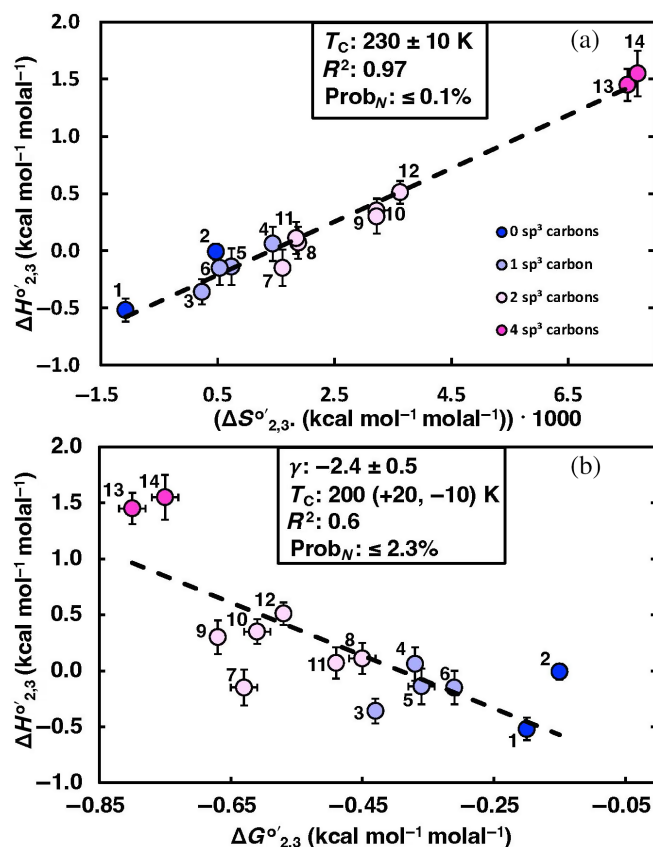 2.0
1.5
1.0
0.5
0.0
−0.5
−1.0
ΔH°′2,3 (kcal mol⁻¹ molal⁻¹)
TC: 230 ± 10 K
R²: 0.97
ProbN: ≤ 0.1%
(a)
14
13
12
11
10
9
8
7
4
2
5
6
3
1
0 sp³ carbons
1 sp³ carbon
2 sp³ carbons
4 sp³ carbons
−1.5 0.5 2.5 4.5 6.5
(ΔS°′2,3. (kcal mol⁻¹ molal⁻¹)) · 1000
2.0
1.5
1.0
0.5
0.0
−0.5
−1.0
ΔH°′2,3 (kcal mol⁻¹ molal⁻¹)
γ: −2.4 ± 0.5
TC: 200 (+20, −10) K
R²: 0.6
ProbN: ≤ 2.3%
(b)
13
14
12
10
9
7
8
11
4
2
5
6
3
1
−0.85 −0.65 −0.45 −0.25 −0.05
ΔG°′2,3 (kcal mol⁻¹ molal⁻¹)